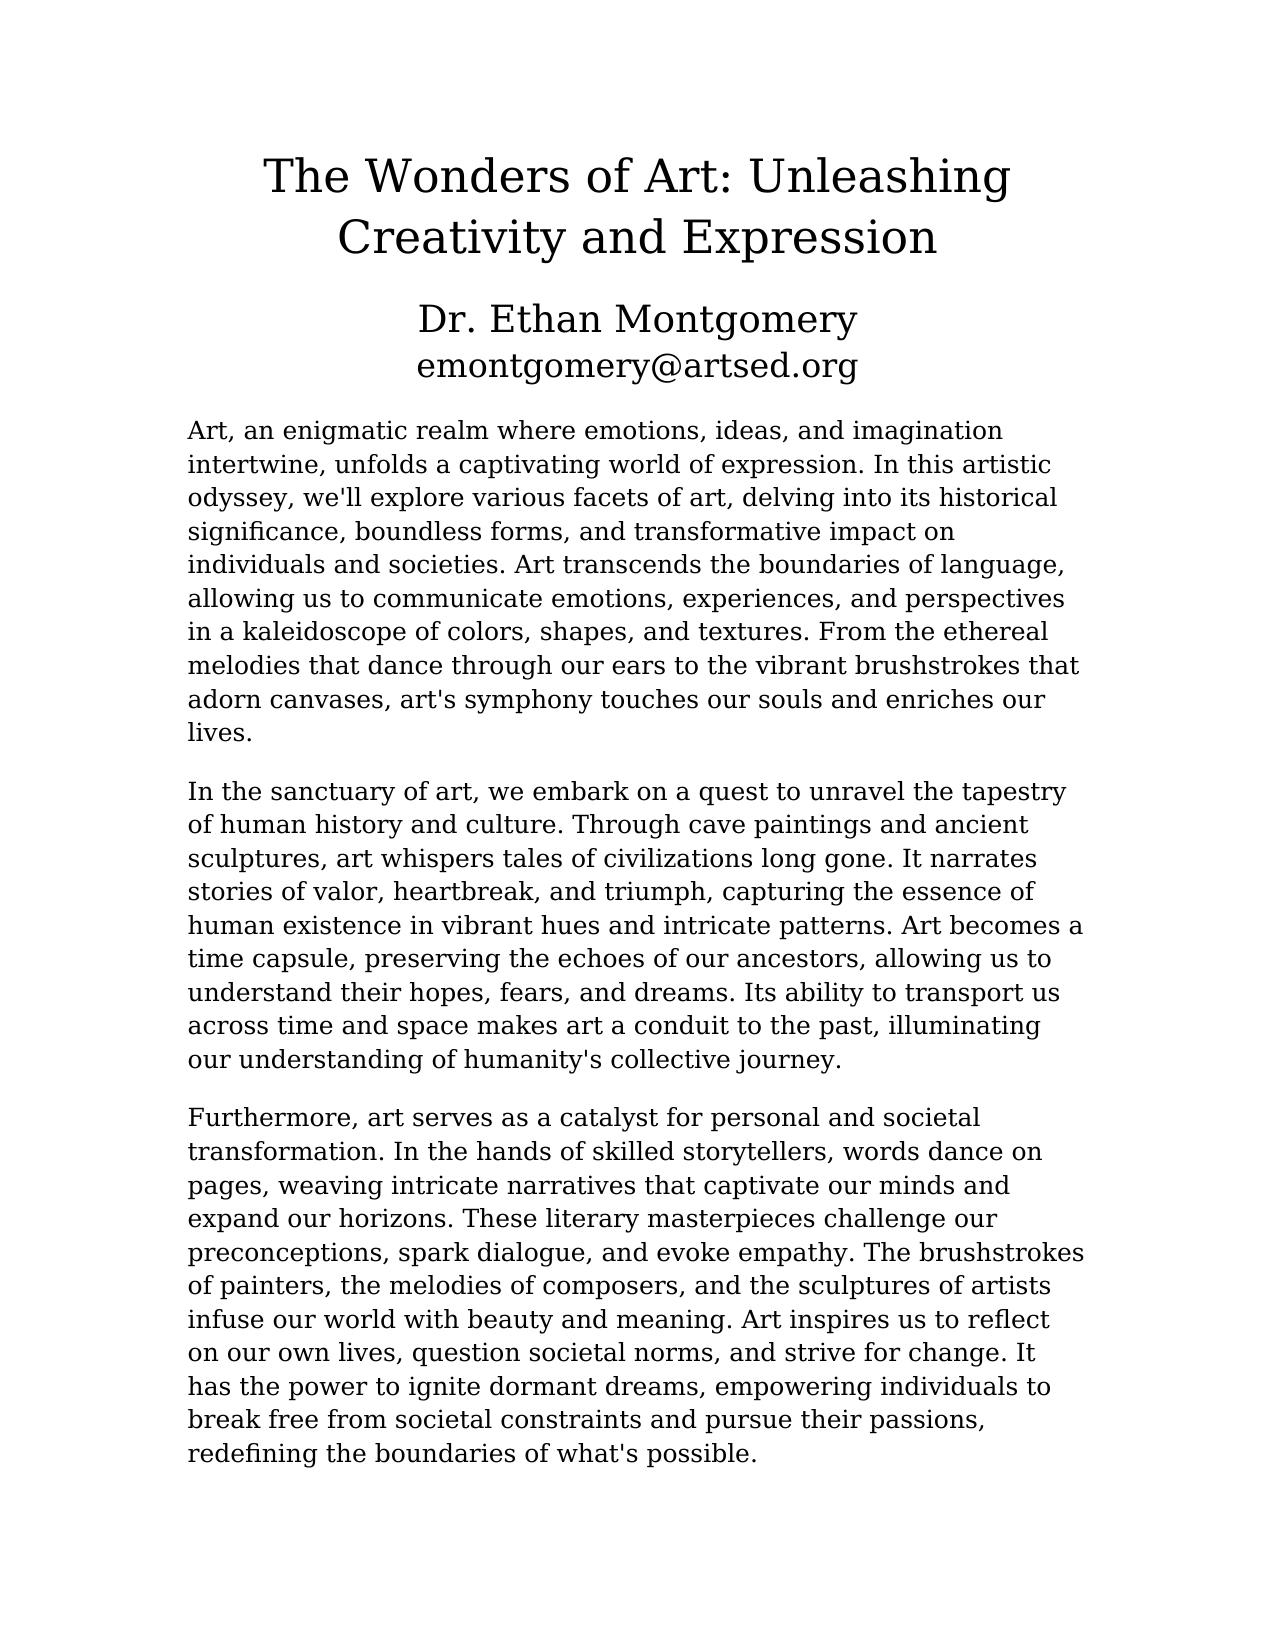 The Wonders of Art: Unleashing
Creativity and Expression
Dr. Ethan Montgomery
emontgomery@artsed.org
Art, an enigmatic realm where emotions, ideas, and imagination
intertwine, unfolds a captivating world of expression. In this artistic
odyssey, we'll explore various facets of art, delving into its historical
significance, boundless forms, and transformative impact on
individuals and societies. Art transcends the boundaries of language,
allowing us to communicate emotions, experiences, and perspectives
in a kaleidoscope of colors, shapes, and textures. From the ethereal
melodies that dance through our ears to the vibrant brushstrokes that
adorn canvases, art's symphony touches our souls and enriches our
lives.
In the sanctuary of art, we embark on a quest to unravel the tapestry
of human history and culture. Through cave paintings and ancient
sculptures, art whispers tales of civilizations long gone. It narrates
stories of valor, heartbreak, and triumph, capturing the essence of
human existence in vibrant hues and intricate patterns. Art becomes a
time capsule, preserving the echoes of our ancestors, allowing us to
understand their hopes, fears, and dreams. Its ability to transport us
across time and space makes art a conduit to the past, illuminating
our understanding of humanity's collective journey.
Furthermore, art serves as a catalyst for personal and societal
transformation. In the hands of skilled storytellers, words dance on
pages, weaving intricate narratives that captivate our minds and
expand our horizons. These literary masterpieces challenge our
preconceptions, spark dialogue, and evoke empathy. The brushstrokes
of painters, the melodies of composers, and the sculptures of artists
infuse our world with beauty and meaning. Art inspires us to reflect
on our own lives, question societal norms, and strive for change. It
has the power to ignite dormant dreams, empowering individuals to
break free from societal constraints and pursue their passions,
redefining the boundaries of what's possible.